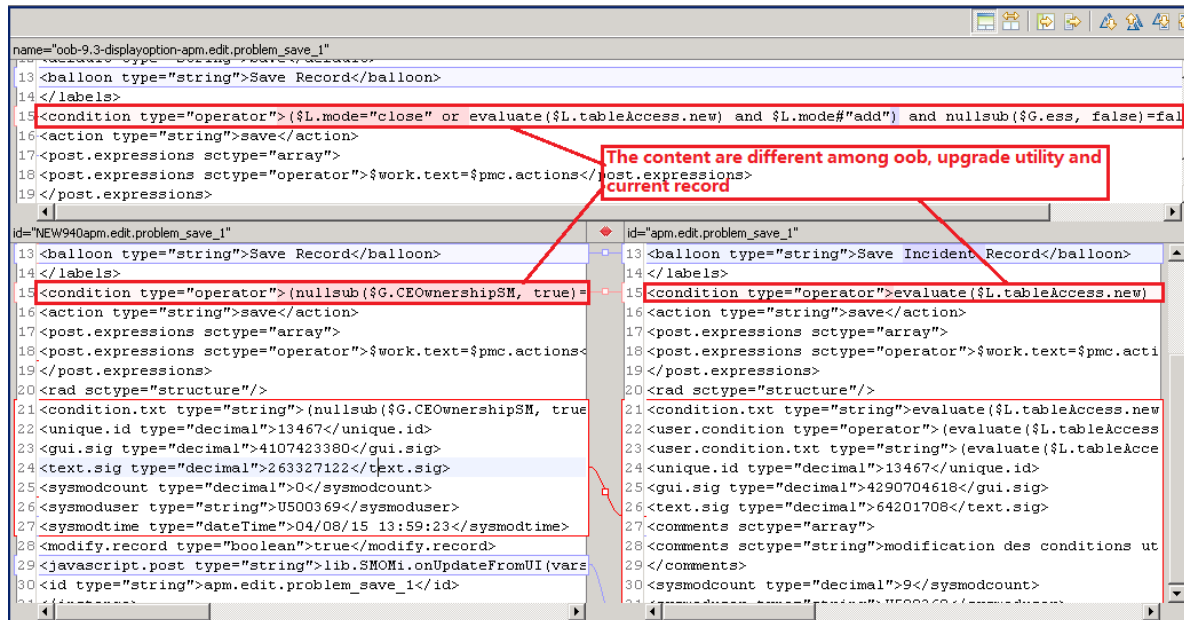 name="oob-9.3-displayoption-apm.edit.problem_save_1"
13 <balloon type="string">Save Record</balloon>
14 </labels>
15 <condition type="operator">($L.mode="close" or evaluate($L.tableAccess.new) and $L.mode#"add") and nullsub($G.ess, false)=fal
16 <action type="string">save</action>
17 <post.expressions sctype="array">
18 <post.expressions sctype="operator">$work.text=$pmc.actions</post.expressions>
19 </post.expressions>
The content are different among oob, upgrade utility and
current record
id="NEW940apm.edit.problem_save_1"
13 <balloon type="string">Save Record</balloon>
14 </labels>
15 <condition type="operator">(nullsub($G.CEOwnershipSM, true)=
16 <action type="string">save</action>
17 <post.expressions sctype="array">
18 <post.expressions sctype="operator">$work.text=$pmc.actions<
19 </post.expressions>
20 <rad sctype="structure"/>
21 <condition.txt type="string">(nullsub($G.CEOwnershipSM, true
22 <unique.id type="decimal">13467</unique.id>
23 <gui.sig type="decimal">4107423380</gui.sig>
24 <text.sig type="decimal">263327122</text.sig>
25 <sysmodcount type="decimal">0</sysmodcount>
26 <sysmoduser type="string">U500369</sysmoduser>
27 <sysmodtime type="dateTime">04/08/15 13:59:23</sysmodtime>
28 <modify.record type="boolean">true</modify.record>
29 <javascript.post type="string">lib.SMOMi.onUpdateFromUI(vars
30 <id type="string">apm.edit.problem_save_1</id>
id="apm.edit.problem_save_1"
13 <balloon type="string">Save Incident Record</balloon>
14 </labels>
15 <condition type="operator">evaluate($L.tableAccess.new)
16 <action type="string">save</action>
17 <post.expressions sctype="array">
18 <post.expressions sctype="operator">$work.text=$pmc.acti
19 </post.expressions>
20 <rad sctype="structure"/>
21 <condition.txt type="string">evaluate($L.tableAccess.new
22 <user.condition type="operator">(evaluate($L.tableAccess
23 <user.condition.txt type="string">(evaluate($L.tableAcce
24 <unique.id type="decimal">13467</unique.id>
25 <gui.sig type="decimal">4290704618</gui.sig>
26 <text.sig type="decimal">64201708</text.sig>
27 <comments sctype="array">
28 <comments sctype="string">modification des conditions ut
29 </comments>
30 <sysmodcount type="decimal">9</sysmodcount>